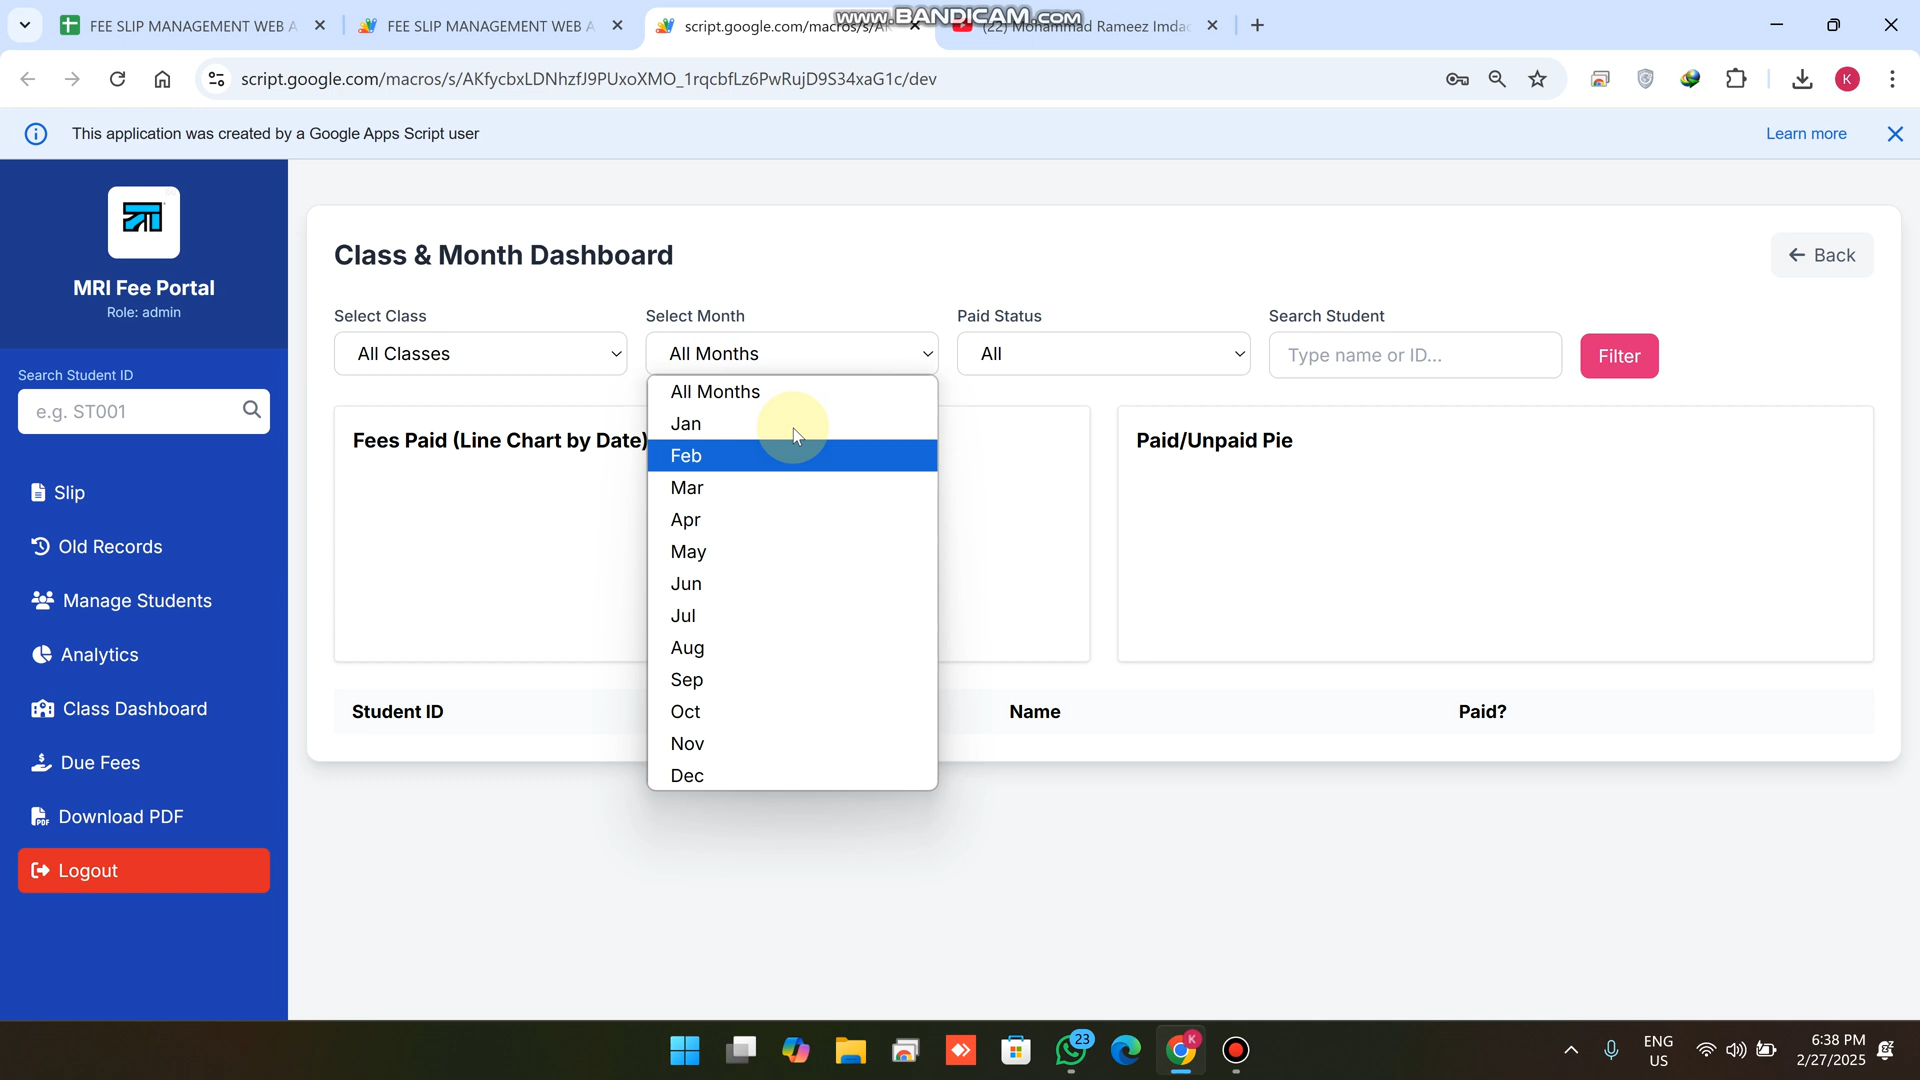 FEE SLIP MANAGEMENT WEB A
FEE SLIP MANAGEMENT WEB A
script.google.com/macros/s/AK
(22) Mohammad Rameez Imdad
www.BANDICAM.com
script.google.com/macros/s/AKfycbxLDNhzfJ9PUxoXMO_1rqcbfLz6PwRujD9S34xaG1c/dev
K
This application was created by a Google Apps Script user
Learn more
MRI Fee Portal
Role: admin
Search Student ID
e.g. ST001
Slip
Old Records
Manage Students
Analytics
Class Dashboard
Due Fees
Download PDF
Logout
Class & Month Dashboard
Back
Select Class
Select Month
Paid Status
Search Student
All Classes
All Months
All
Type name or ID...
Filter
All Months
Jan
Feb
Mar
Apr
May
Jun
Jul
Aug
Sep
Oct
Nov
Dec
Fees Paid (Line Chart by Date)
Paid/Unpaid Pie
Student ID
Name
Paid?
23
K
ENG
US
6:38 PM
2/27/2025